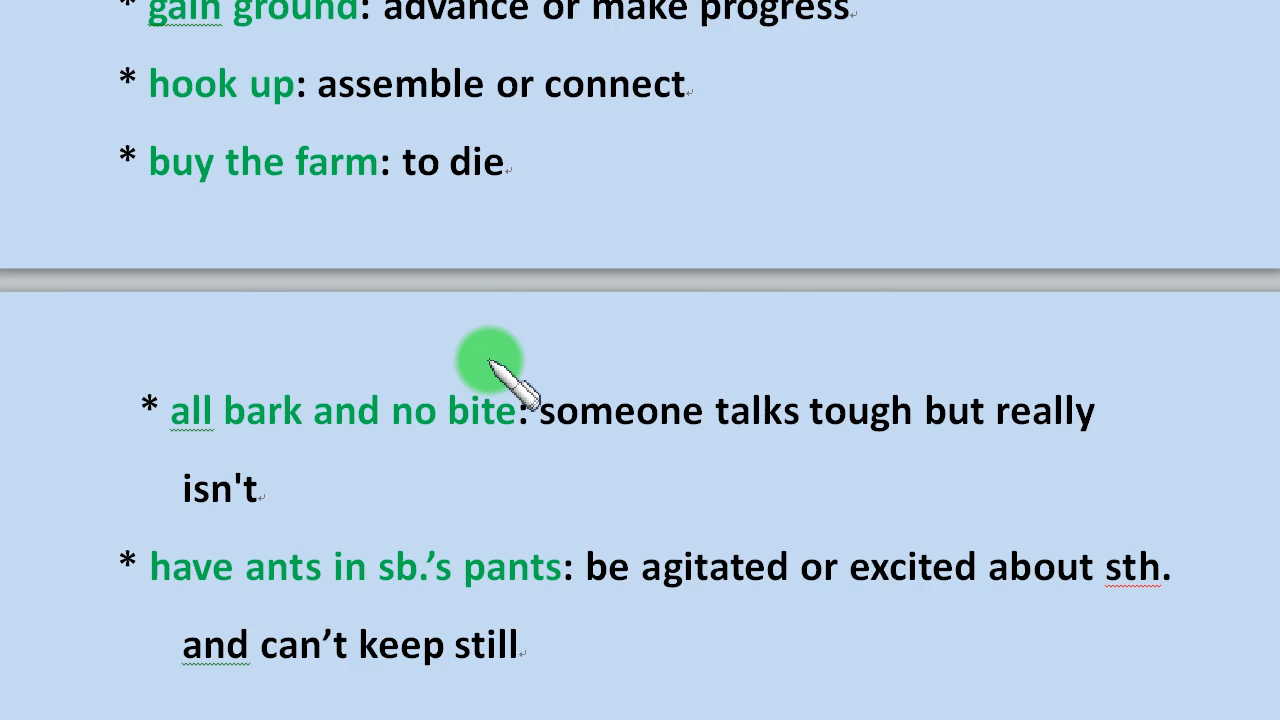 * gain ground: advance or make progress
* hook up: assemble or connect
* buy the farm: to die
* all bark and no bite: someone talks tough but really
isn't
* have ants in sb.’s pants: be agitated or excited about sth.
and can’t keep still